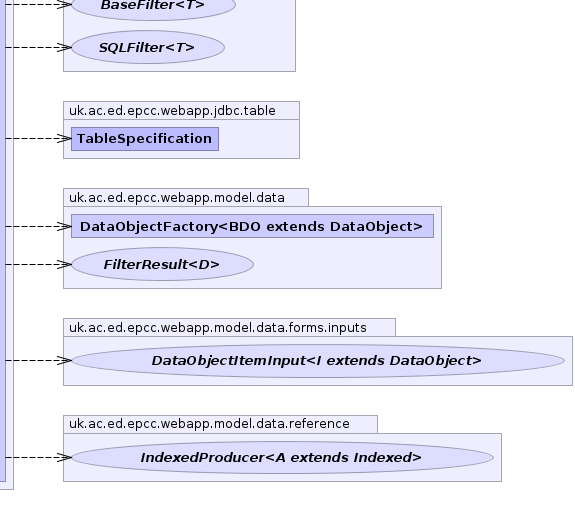 BaseFilter<T>
SQLFilter<T>
uk.ac.ed.epcc.webapp.jdbc.table
TableSpecification
uk.ac.ed.epcc.webapp.model.data
DataObjectFactory<BDO extends DataObject>
FilterResult<D>
uk.ac.ed.epcc.webapp.model.data.forms.inputs
DataObjectItemInput<I extends DataObject>
uk.ac.ed.epcc.webapp.model.data.reference
IndexedProducer<A extends Indexed>